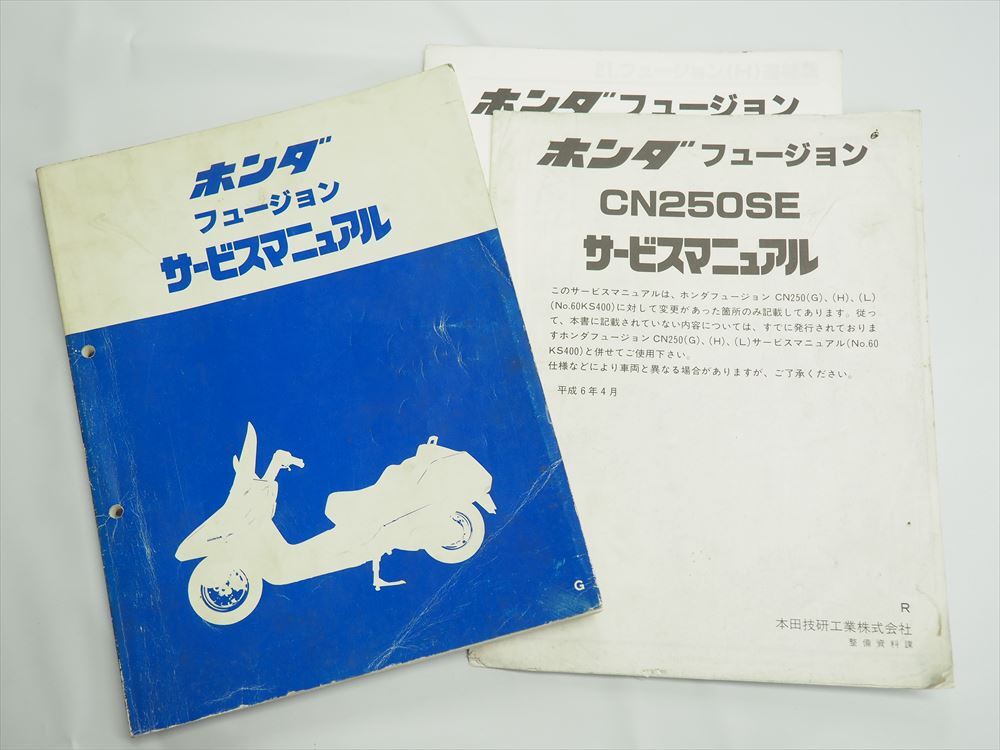 ホンダ
フュージョン
サービスマニュアル
G
ホンダ フュージョン
ホンダ フュージョン
CN250SE
サービスマニュアル
このサービスマニュアルは、ホンダフュージョン CN250(G)、(H)、(L)
(No.60KS400)に対して変更があった箇所のみ記載してあります。従っ
て、本書に記載されていない内容については、すでに発行されておりま
すホンダフュージョン CN250(G)、(H)、(L)サービスマニュアル(No.60
KS400)と併せてご使用下さい。
仕様などにより車両と異なる場合がありますが、ご了承ください。
平成6年4月
R
本田技研工業株式会社
整備資料課